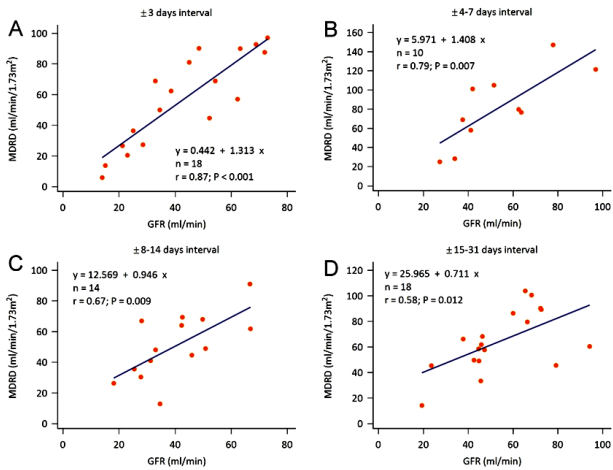 A
±3 days interval
MDRD (ml/min/1.73m²)
100
80
60
40
20
0
y = 0.442 + 1.313 x
n = 18
r = 0.87; P < 0.001
0 20 40 60 80
GFR (ml/min)
B
±4-7 days interval
MDRD (ml/min/1.73m²)
160
140
120
100
80
60
40
20
0
y = 5.971 + 1.408 x
n = 10
r = 0.79; P = 0.007
0 20 40 60 80 100
GFR (ml/min)
C
±8-14 days interval
MDRD (ml/min/1.73m²)
100
80
60
40
20
0
y = 12.569 + 0.946 x
n = 14
r = 0.67; P = 0.009
0 20 40 60 80
GFR (ml/min)
D
±15-31 days interval
MDRD (ml/min/1.73m²)
120
100
80
60
40
20
0
y = 25.965 + 0.711 x
n = 18
r = 0.58; P = 0.012
0 20 40 60 80 100
GFR (ml/min)